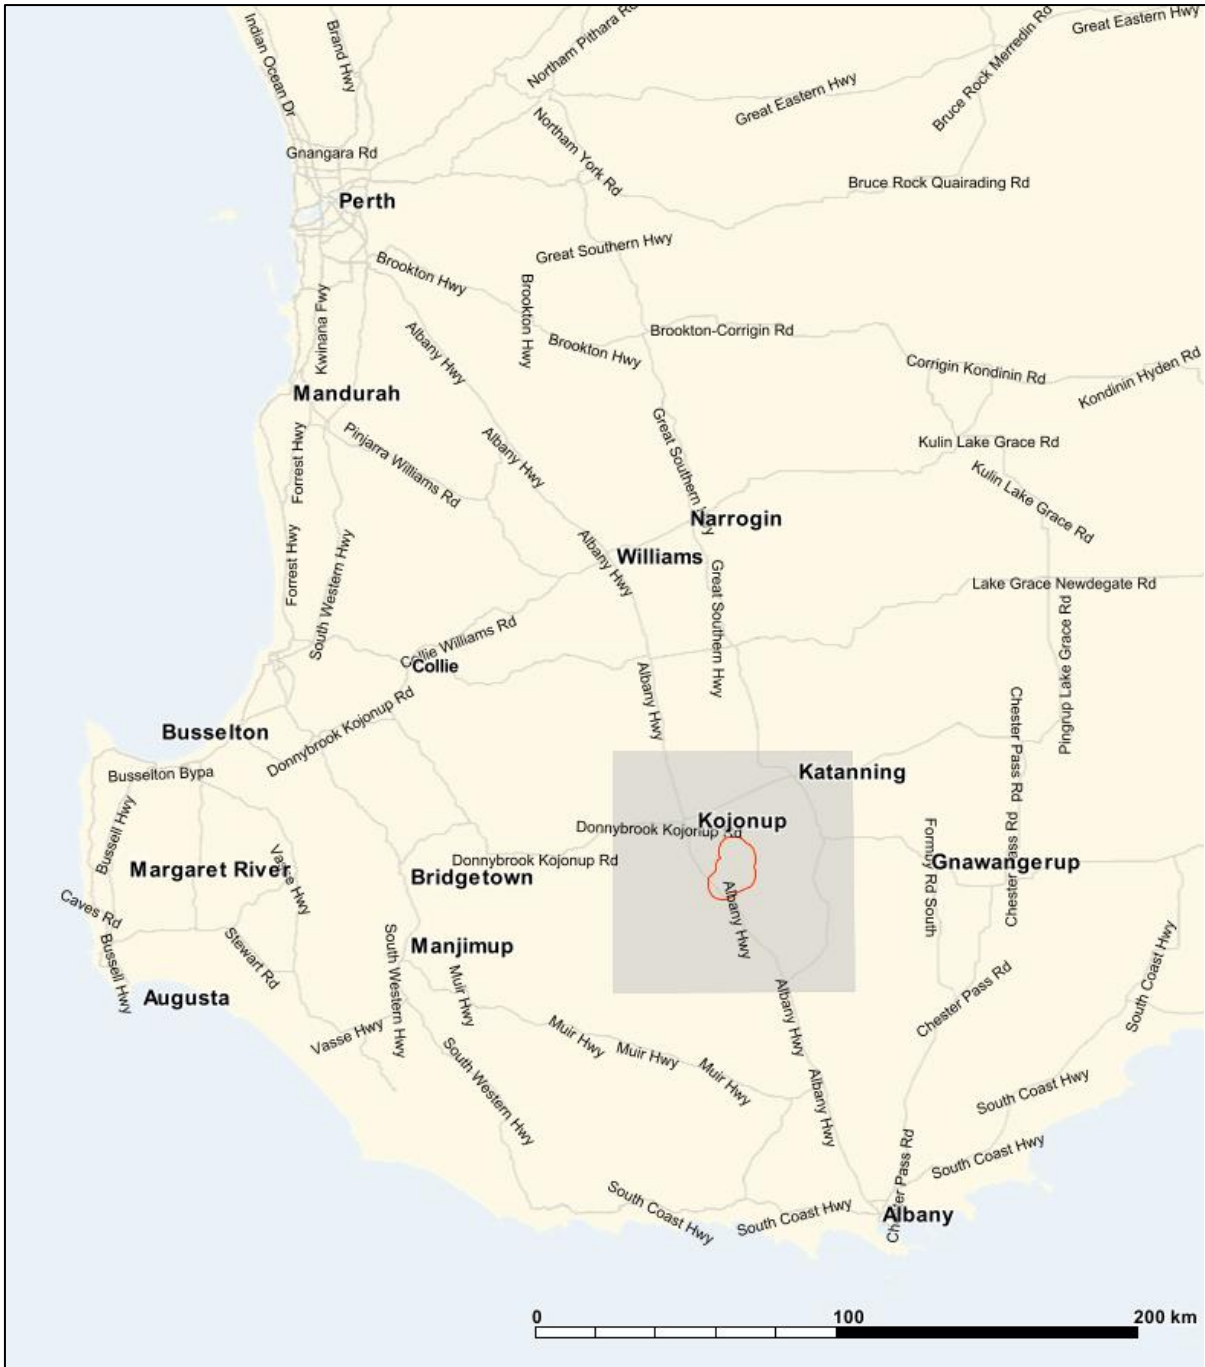 Indian Ocean Dr
Brand Hwy
Northam Pithara Rd
Great Eastern Hwy
Bruce Rock Merredin Rd
Great Eastern Hwy
Northam York Rd
Gnangara Rd
Bruce Rock Quairading Rd
Perth
Great Southern Hwy
Brookton Hwy
Brookton Hwy
Kwinana Fwy
Albany Hwy
Brookton Hwy
Brookton-Corrigin Rd
Corrigin Kondinin Rd
Kondinin Hyden Rd
Mandurah
Forrest Hwy
Pinjarra Williams Rd
Albany Hwy
Great Southern Hwy
Kulin Lake Grace Rd
Kulin Lake Grace Rd
Narrogin
Forrest Hwy
South Western Hwy
Albany Hwy
Williams
Great Southern Hwy
Lake Grace Newdegate Rd
Pingrup Lake Grace Rd
Collie Williams Rd
Collie
Albany Hwy
Donnybrook Kojonup Rd
Chester Pass Rd
Busselton
Busselton Bypa
Katanning
Bussell Hwy
Kojonup
Donnybrook Kojonup Rd
Formby Rd South
Chester Pass Rd
Vasse Hwy
Donnybrook Kojonup Rd
Gnawangerup
Margaret River
Bridgetown
Albany Hwy
Caves Rd
Bussell Hwy
Stewart Rd
South Western Hwy
Manjimup
Muir Hwy
South Coast Hwy
Augusta
Chester Pass Rd
Albany Hwy
Vasse Hwy
Muir Hwy
Muir Hwy
Muir Hwy
South Western Hwy
Albany Hwy
South Coast Hwy
South Coast Hwy
Chester Pass Rd
South Coast Hwy
South Coast Hwy
Albany
0 100 200 km